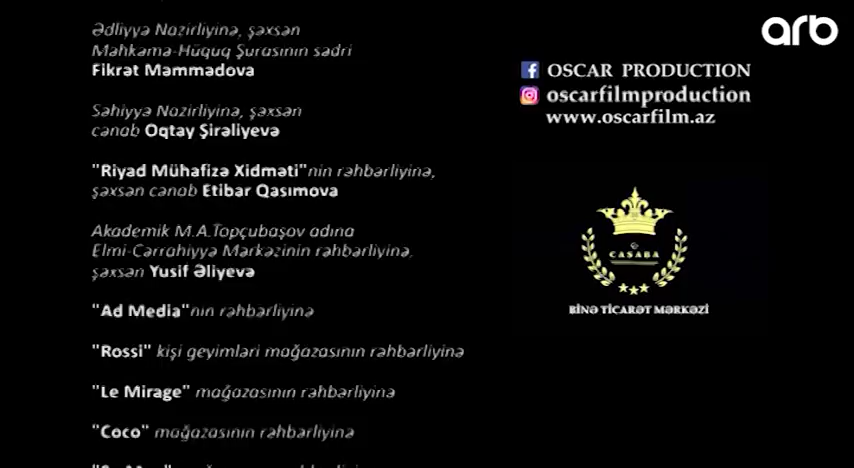 arb
Ədliyyə Nazirliyinə, şəxsən
Məhkəmə-Hüquq Şurasının sədri
Fikrət Məmmədova
Səhiyyə Nazirliyinə, şəxsən
cənab Oqtay Şirəliyevə
"Riyad Mühafizə Xidməti"nin rəhbərliyinə,
şəxsən cənab Etibar Qasımova
Akademik M.A.Topçubaşov adına
Elmi-Cərrahiyyə Mərkəzinin rəhbərliyinə,
şəxsən Yusif Əliyevə
"Ad Media"nın rəhbərliyinə
"Rossi" kişi geyimləri mağazasının rəhbərliyinə
"Le Mirage" mağazasının rəhbərliyinə
"Coco" mağazasının rəhbərliyinə
OSCAR PRODUCTION
oscarfilmproduction
www.oscarfilm.az
CASABA
BİNƏ TİCARƏT MƏRKƏZİ